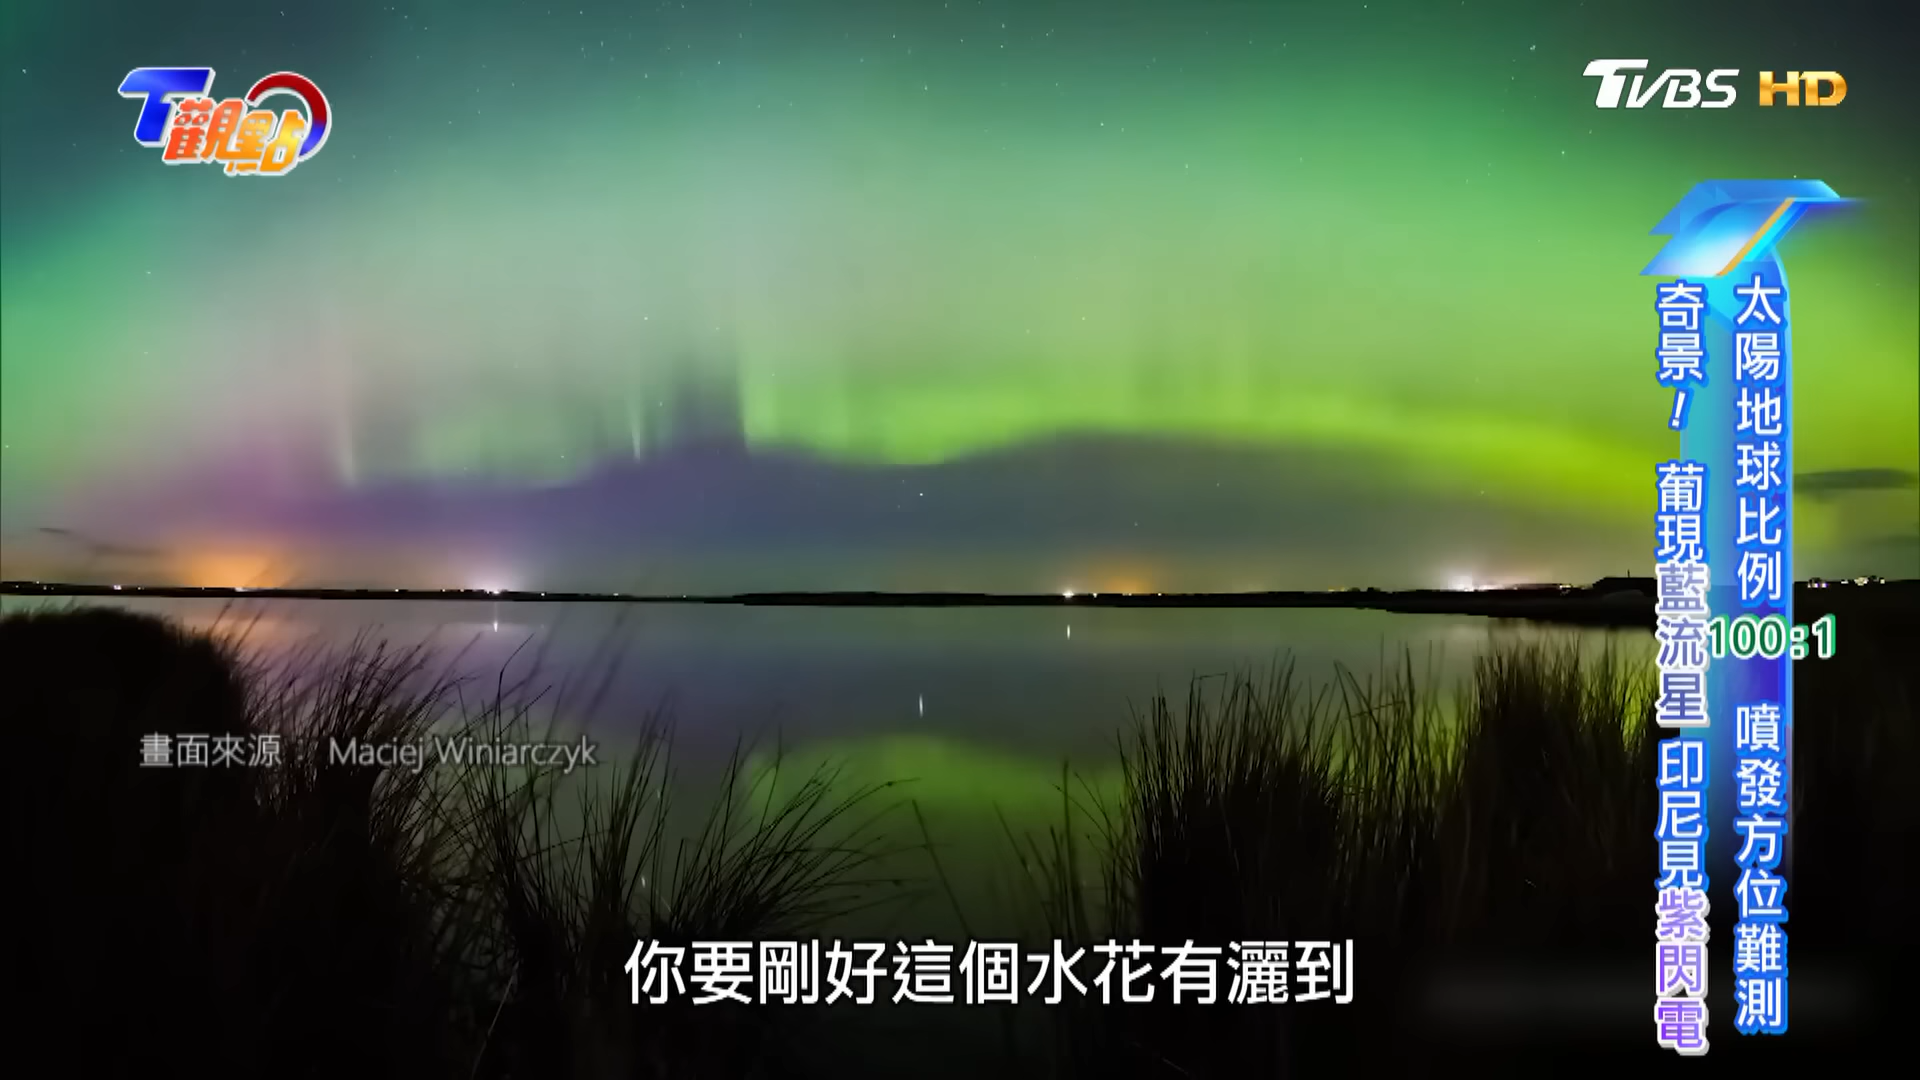 T觀點
TVBS HD
太陽地球比例100:1 噴發方位難測
奇景! 葡現藍流星 印尼見紫閃電
畫面來源： Maciej Winiarczyk
你要剛好這個水花有灑到